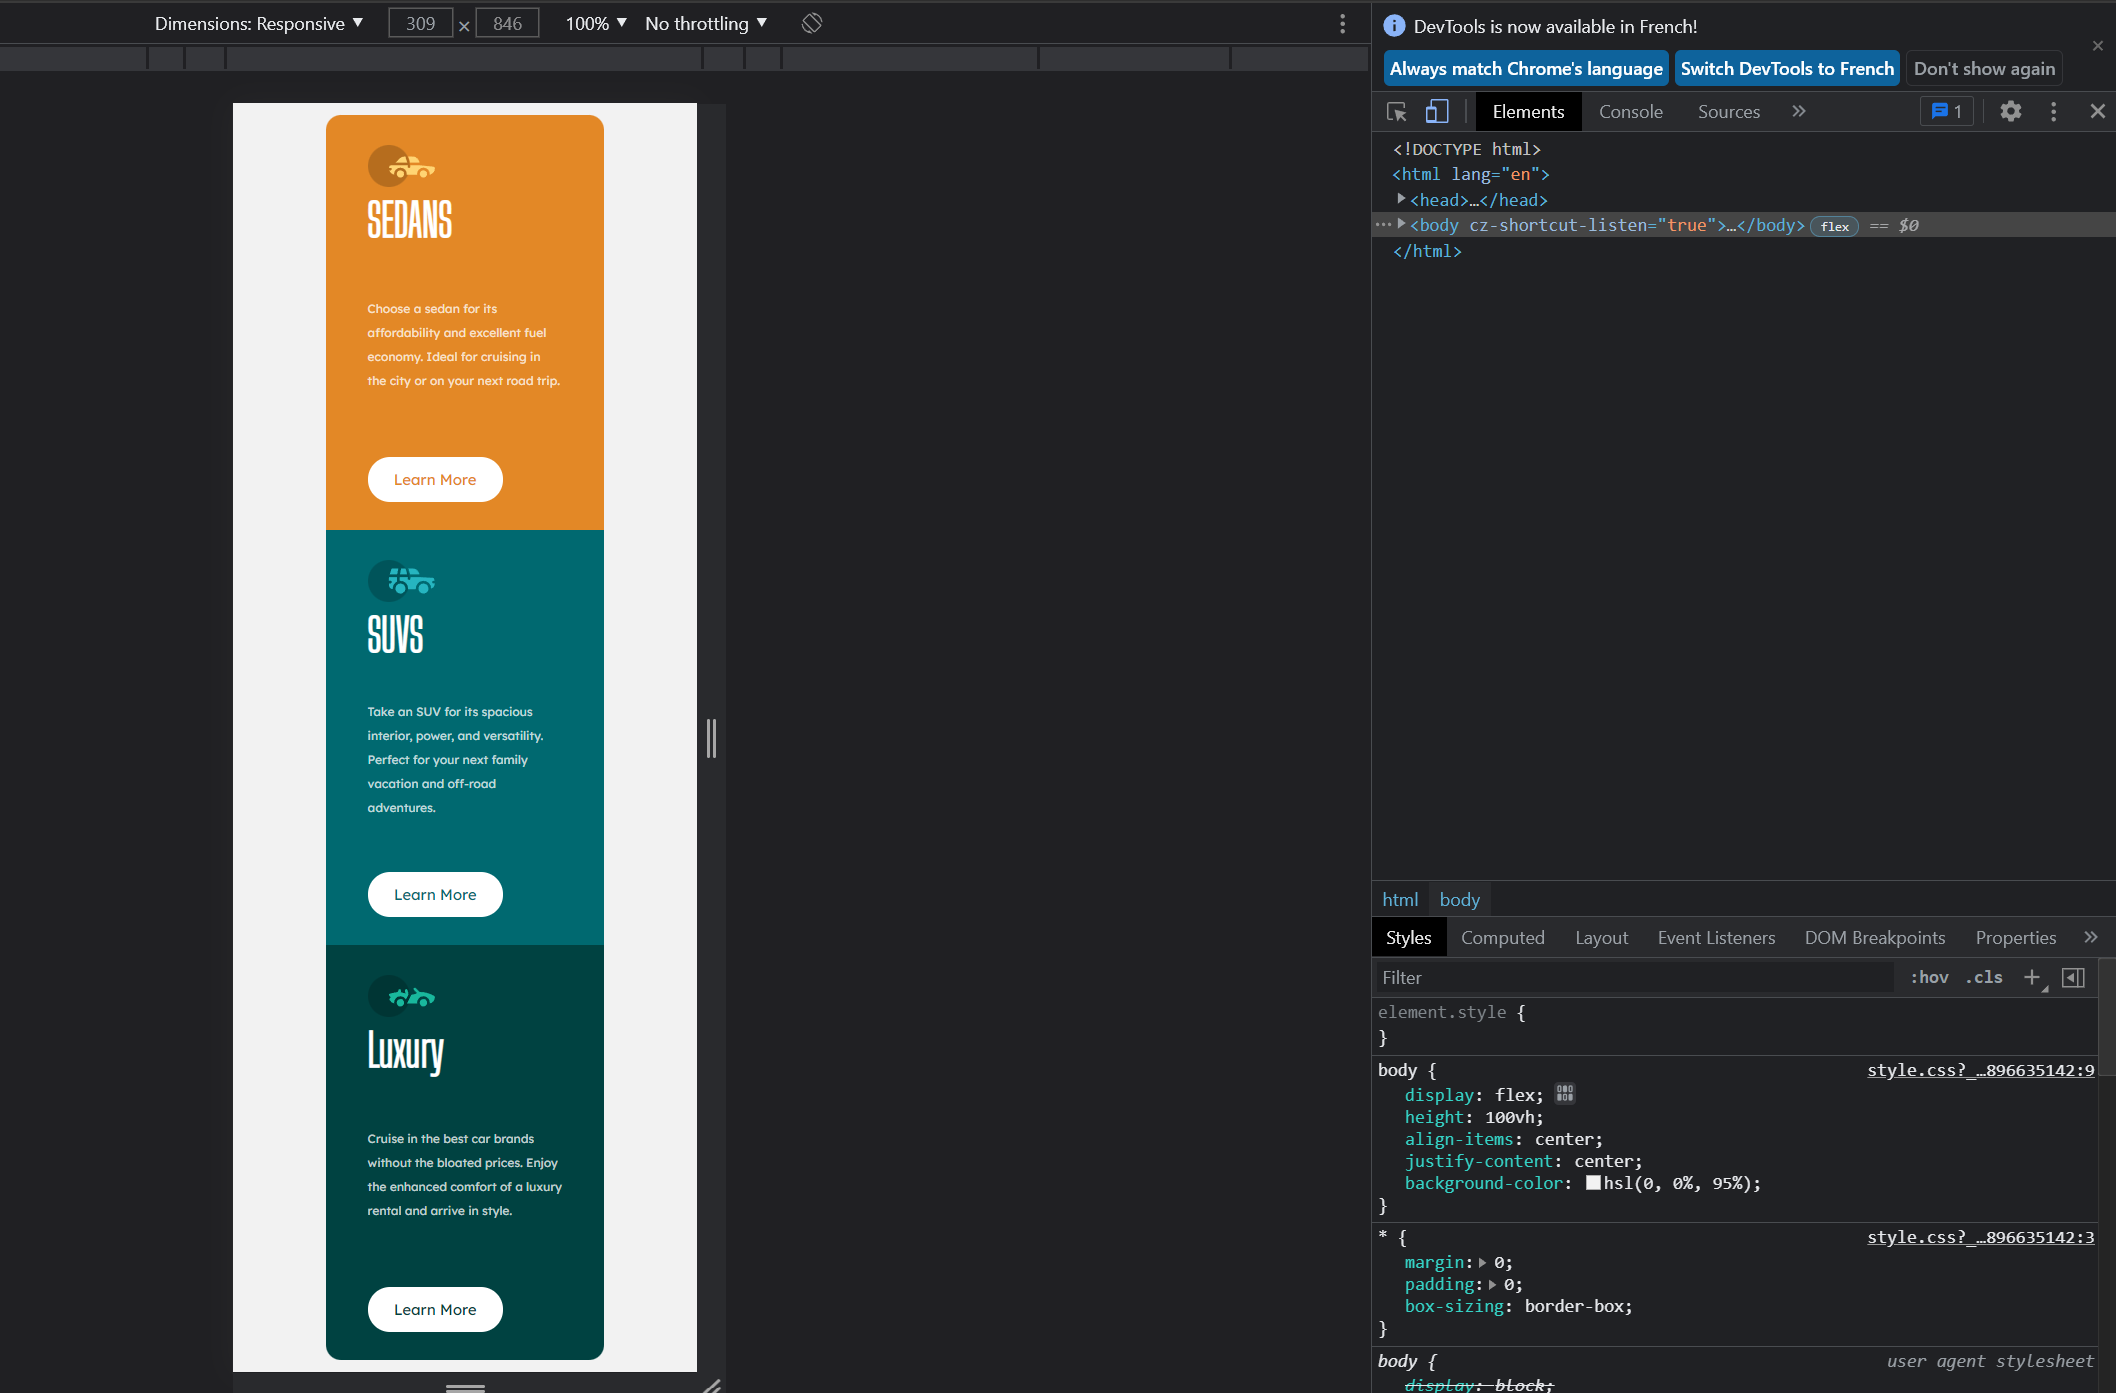 Dimensions: Responsive ▼ 309 × 846 100% ▼ No throttling ▼
SEDANS
Choose a sedan for its
affordability and excellent fuel
economy. Ideal for cruising in
the city or on your next road trip.
Learn More
SUVS
Take an SUV for its spacious
interior, power, and versatility.
Perfect for your next family
vacation and off-road
adventures.
Learn More
Luxury
Cruise in the best car brands
without the bloated prices. Enjoy
the enhanced comfort of a luxury
rental and arrive in style.
Learn More
DevTools is now available in French!
Always match Chrome's language Switch DevTools to French Don't show again
Elements Console Sources » 1
<!DOCTYPE html>
<html lang="en">
<head>…</head>
<body cz-shortcut-listen="true">…</body> flex == $0
</html>
html body
Styles Computed Layout Event Listeners DOM Breakpoints Properties »
Filter :hov .cls +
element.style {
}
body { style.css?_…896635142:9
display: flex;
height: 100vh;
align-items: center;
justify-content: center;
background-color: hsl(0, 0%, 95%);
}
* { style.css?_…896635142:3
margin: 0;
padding: 0;
box-sizing: border-box;
}
body { user agent stylesheet
display: block;